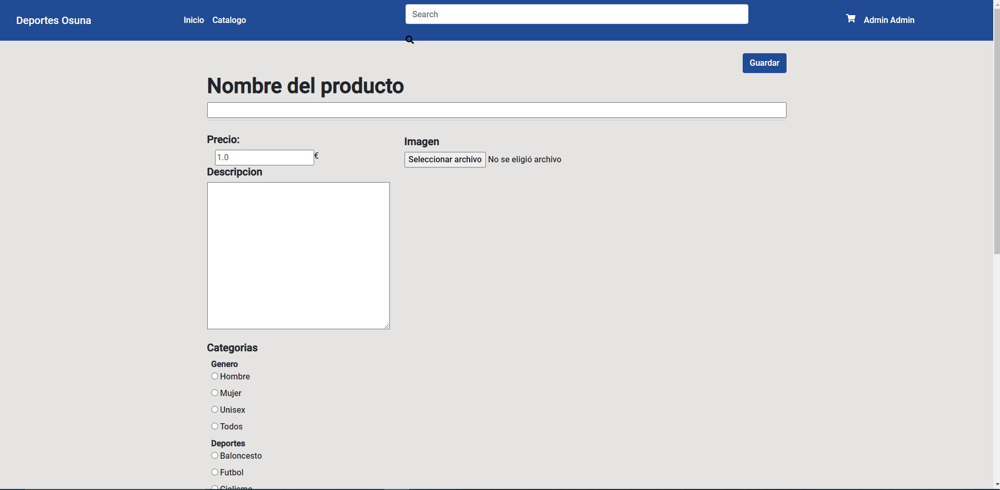 Deportes Osuna
Inicio Catalogo
Search
Admin Admin
Guardar
Nombre del producto
Precio:
1.0 €
Descripcion
Imagen
Seleccionar archivo No se eligió archivo
Categorias
Genero
Hombre
Mujer
Unisex
Todos
Deportes
Baloncesto
Futbol
Ciclismo